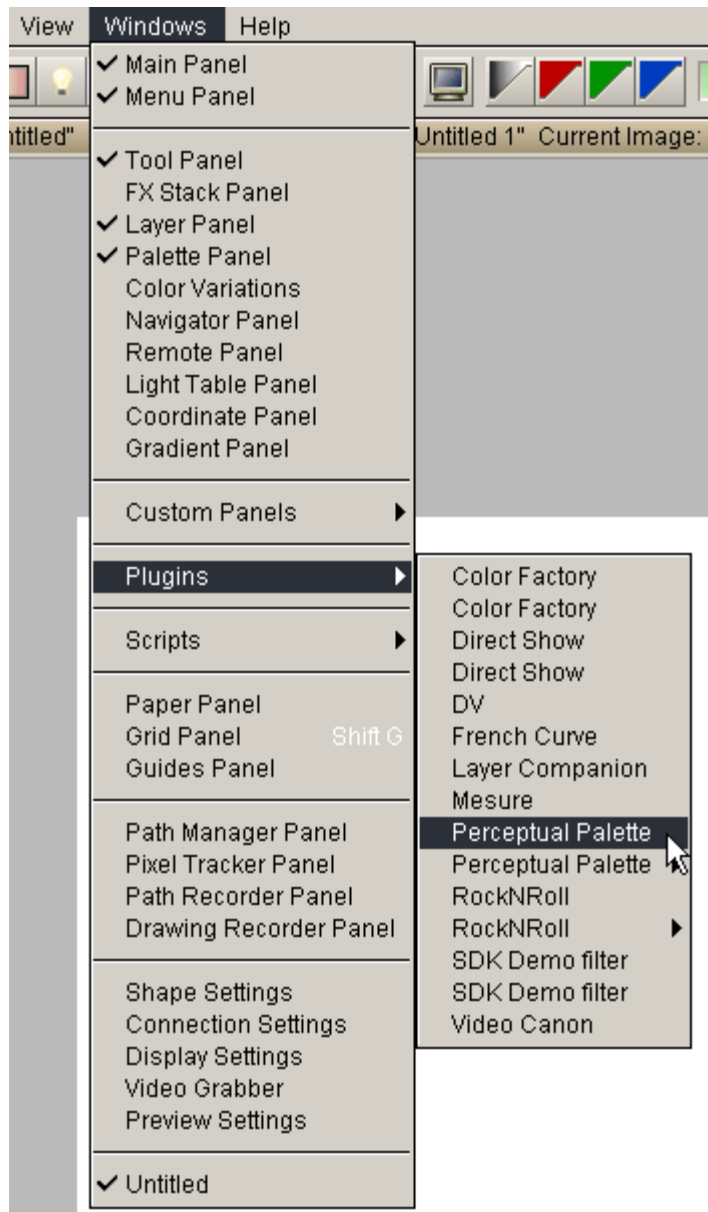 View Windows Help
Main Panel
Menu Panel
ntitled" Untitled 1" Current Image:
Tool Panel
FX Stack Panel
Layer Panel
Palette Panel
Color Variations
Navigator Panel
Remote Panel
Light Table Panel
Coordinate Panel
Gradient Panel
Custom Panels
Plugins
Scripts
Paper Panel
Grid Panel Shift G
Guides Panel
Path Manager Panel
Pixel Tracker Panel
Path Recorder Panel
Drawing Recorder Panel
Shape Settings
Connection Settings
Display Settings
Video Grabber
Preview Settings
Untitled
Color Factory
Color Factory
Direct Show
Direct Show
DV
French Curve
Layer Companion
Mesure
Perceptual Palette
Perceptual Palette
RockNRoll
RockNRoll
SDK Demo filter
SDK Demo filter
Video Canon